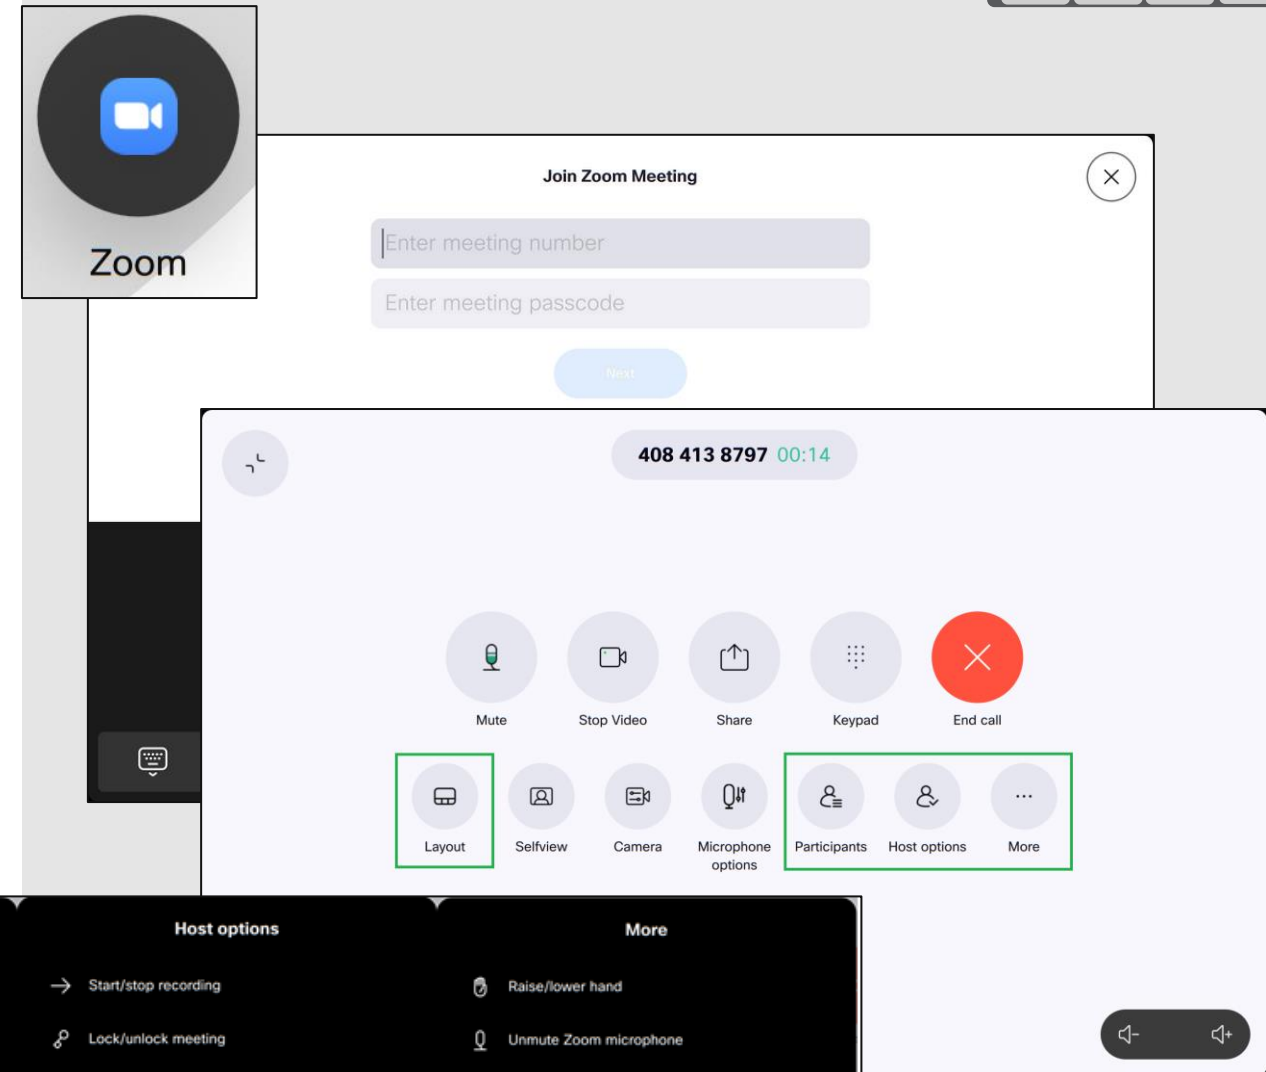 Zoom
Join Zoom Meeting
Enter meeting number
Enter meeting passcode
Next
408 413 8797 00:14
Mute
Stop Video
Share
Keypad
End call
Layout
Selfview
Camera
Microphone
options
Participants
Host options
More
Host options
More
Start/stop recording
Raise/lower hand
Lock/unlock meeting
Unmute Zoom microphone